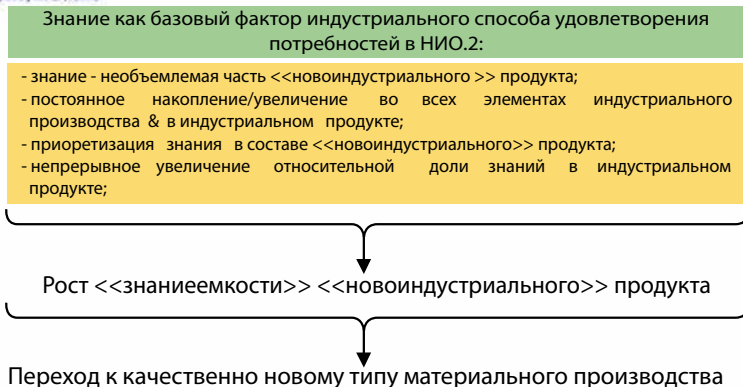 Знание как базовый фактор индустриального способа удовлетворения
потребностей в НИО.2:
- знание - необъемлемая часть <<новоиндустриального >> продукта;
- постоянное накопление/увеличение во всех элементах индустриального
производства & в индустриальном продукте;
- приоретизация знания в составе <<новоиндустриального>> продукта;
- непрерывное увеличение относительной доли знаний в индустриальном
продукте;
Рост <<знаниеемкости>> <<новоиндустриального>> продукта
Переход к качественно новому типу материального производства